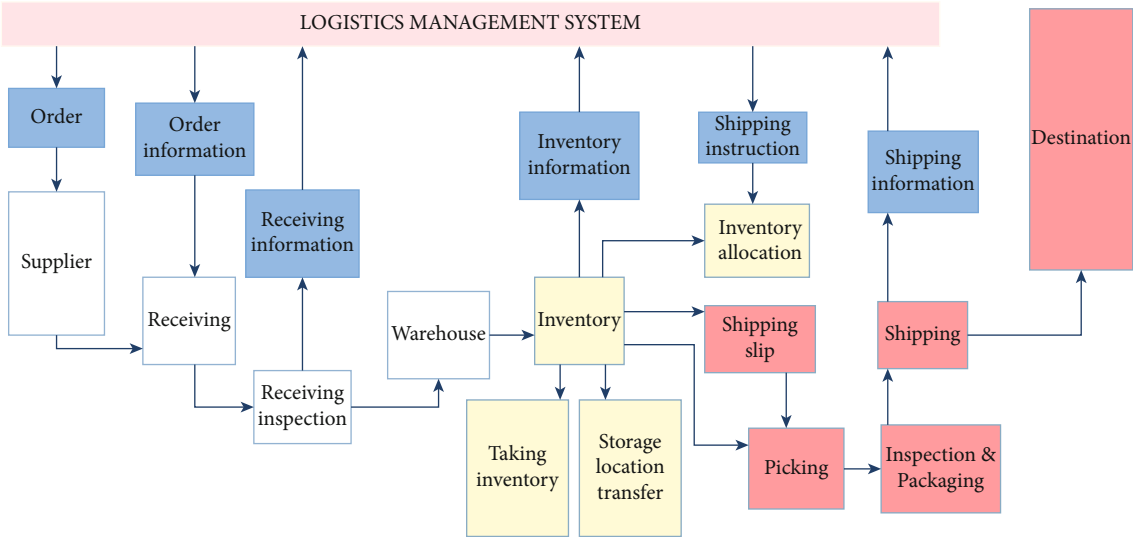 LOGISTICS MANAGEMENT SYSTEM
Order
Order
information
Receiving
information
Inventory
information
Shipping
instruction
Shipping
information
Destination
Supplier
Receiving
Receiving
inspection
Warehouse
Inventory
Inventory
allocation
Shipping
slip
Shipping
Taking
inventory
Storage
location
transfer
Picking
Inspection &
Packaging